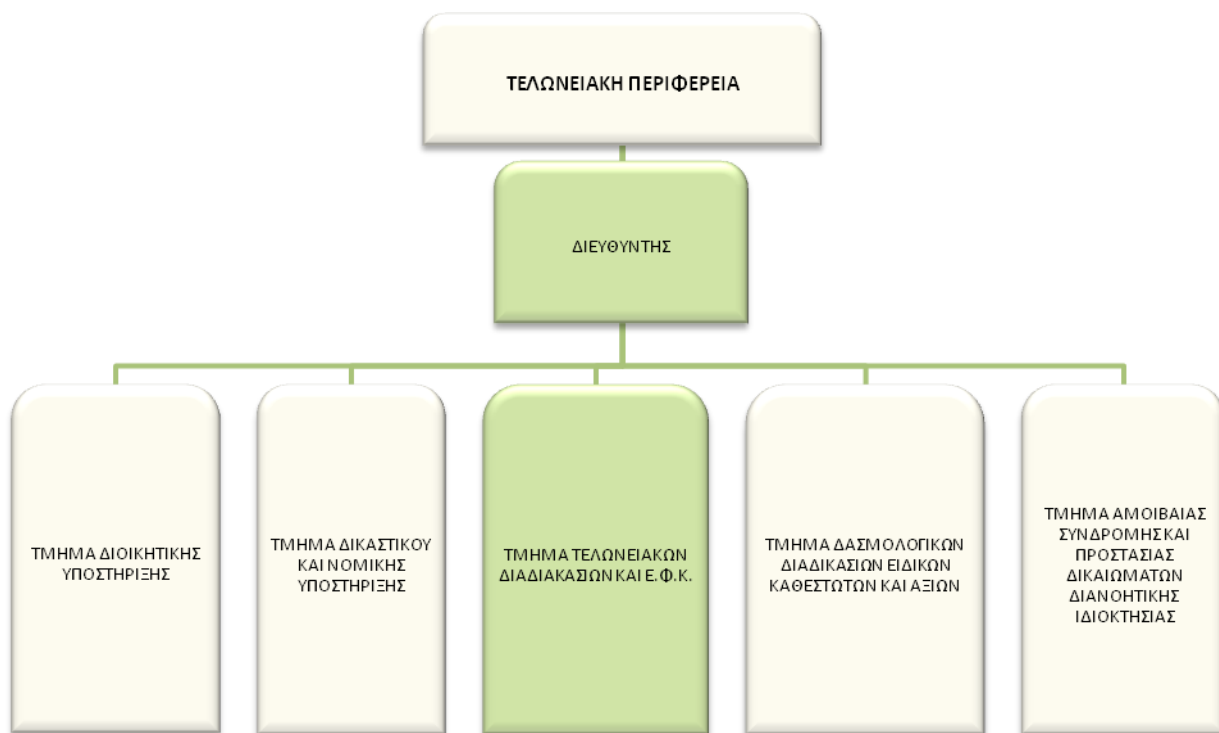 ΤΕΛΩΝΕΙΑΚΗ ΠΕΡΙΦΕΡΕΙΑ
ΔΙΕΥΘΥΝΤΗΣ
ΤΜΗΜΑ ΔΙΟΙΚΗΤΙΚΗΣ
ΥΠΟΣΤΗΡΙΞΗΣ
ΤΜΗΜΑ ΔΙΚΑΣΤΙΚΟΥ
ΚΑΙ ΝΟΜΙΚΗΣ
ΥΠΟΣΤΗΡΙΞΗΣ
ΤΜΗΜΑ ΤΕΛΩΝΕΙΑΚΩΝ
ΔΙΑΔΙΑΚΑΣΙΩΝ ΚΑΙ Ε.Φ.Κ.
ΤΜΗΜΑ ΔΑΣΜΟΛΟΓΙΚΩΝ
ΔΙΑΔΙΚΑΣΙΩΝ ΕΙΔΙΚΩΝ
ΚΑΘΕΣΤΩΤΩΝ ΚΑΙ ΑΞΙΩΝ
ΤΜΗΜΑ ΑΜΟΙΒΑΙΑΣ
ΣΥΝΔΡΟΜΗΣ ΚΑΙ
ΠΡΟΣΤΑΣΙΑΣ
ΔΙΚΑΙΩΜΑΤΩΝ
ΔΙΑΝΟΗΤΙΚΗΣ
ΙΔΙΟΚΤΗΣΙΑΣ